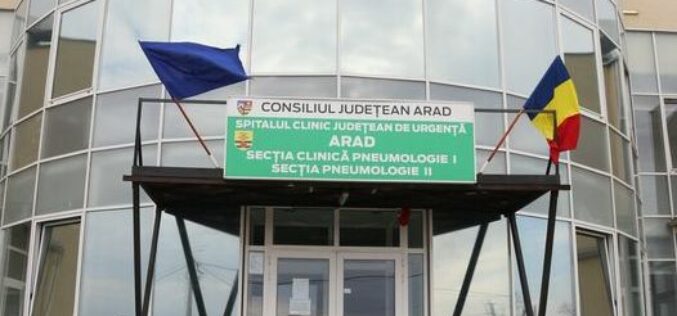 CONSILIUL JUDEȚEAN ARAD
SPITALUL CLINIC JUDEȚEAN DE URGENȚĂ
ARAD
SECȚIA CLINICĂ PNEUMOLOGIE I
SECȚIA PNEUMOLOGIE II